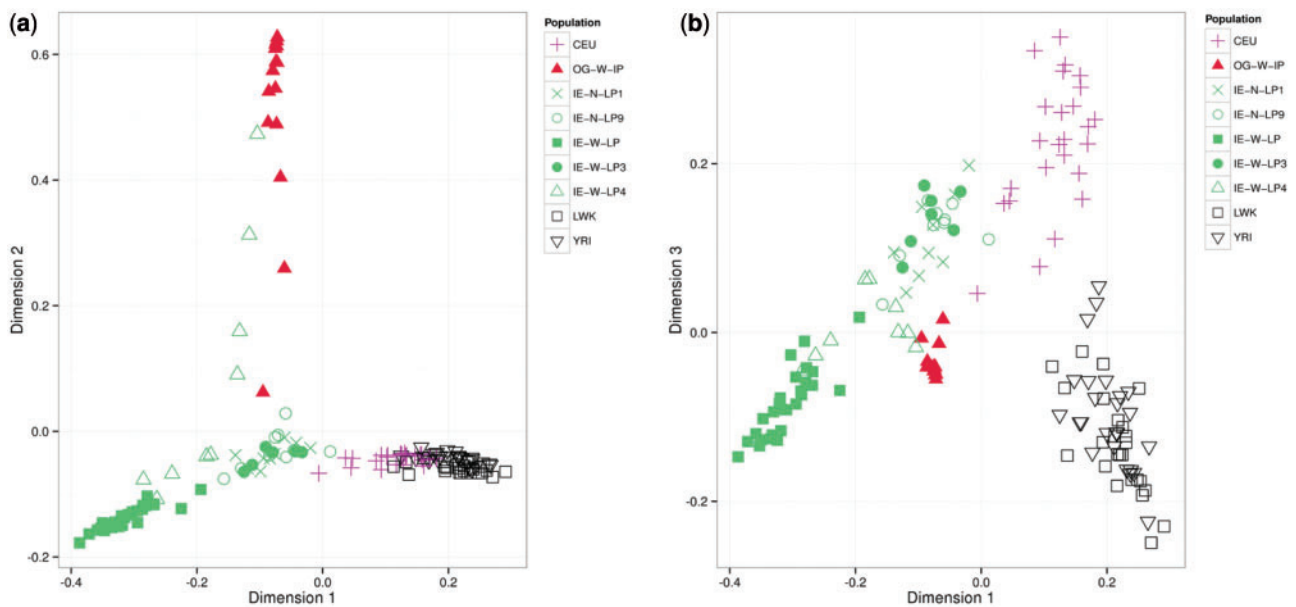 (a)
Population
CEU
OG-W-IP
IE-N-LP1
IE-N-LP9
IE-W-LP
IE-W-LP3
IE-W-LP4
LWK
YRI
0.6
0.4
0.2
0.0
-0.2
Dimension 2
-0.4
-0.2
0.0
0.2
Dimension 1
(b)
Population
CEU
OG-W-IP
IE-N-LP1
IE-N-LP9
IE-W-LP
IE-W-LP3
IE-W-LP4
LWK
YRI
0.2
0.0
-0.2
Dimension 3
-0.4
-0.2
0.0
0.2
Dimension 1